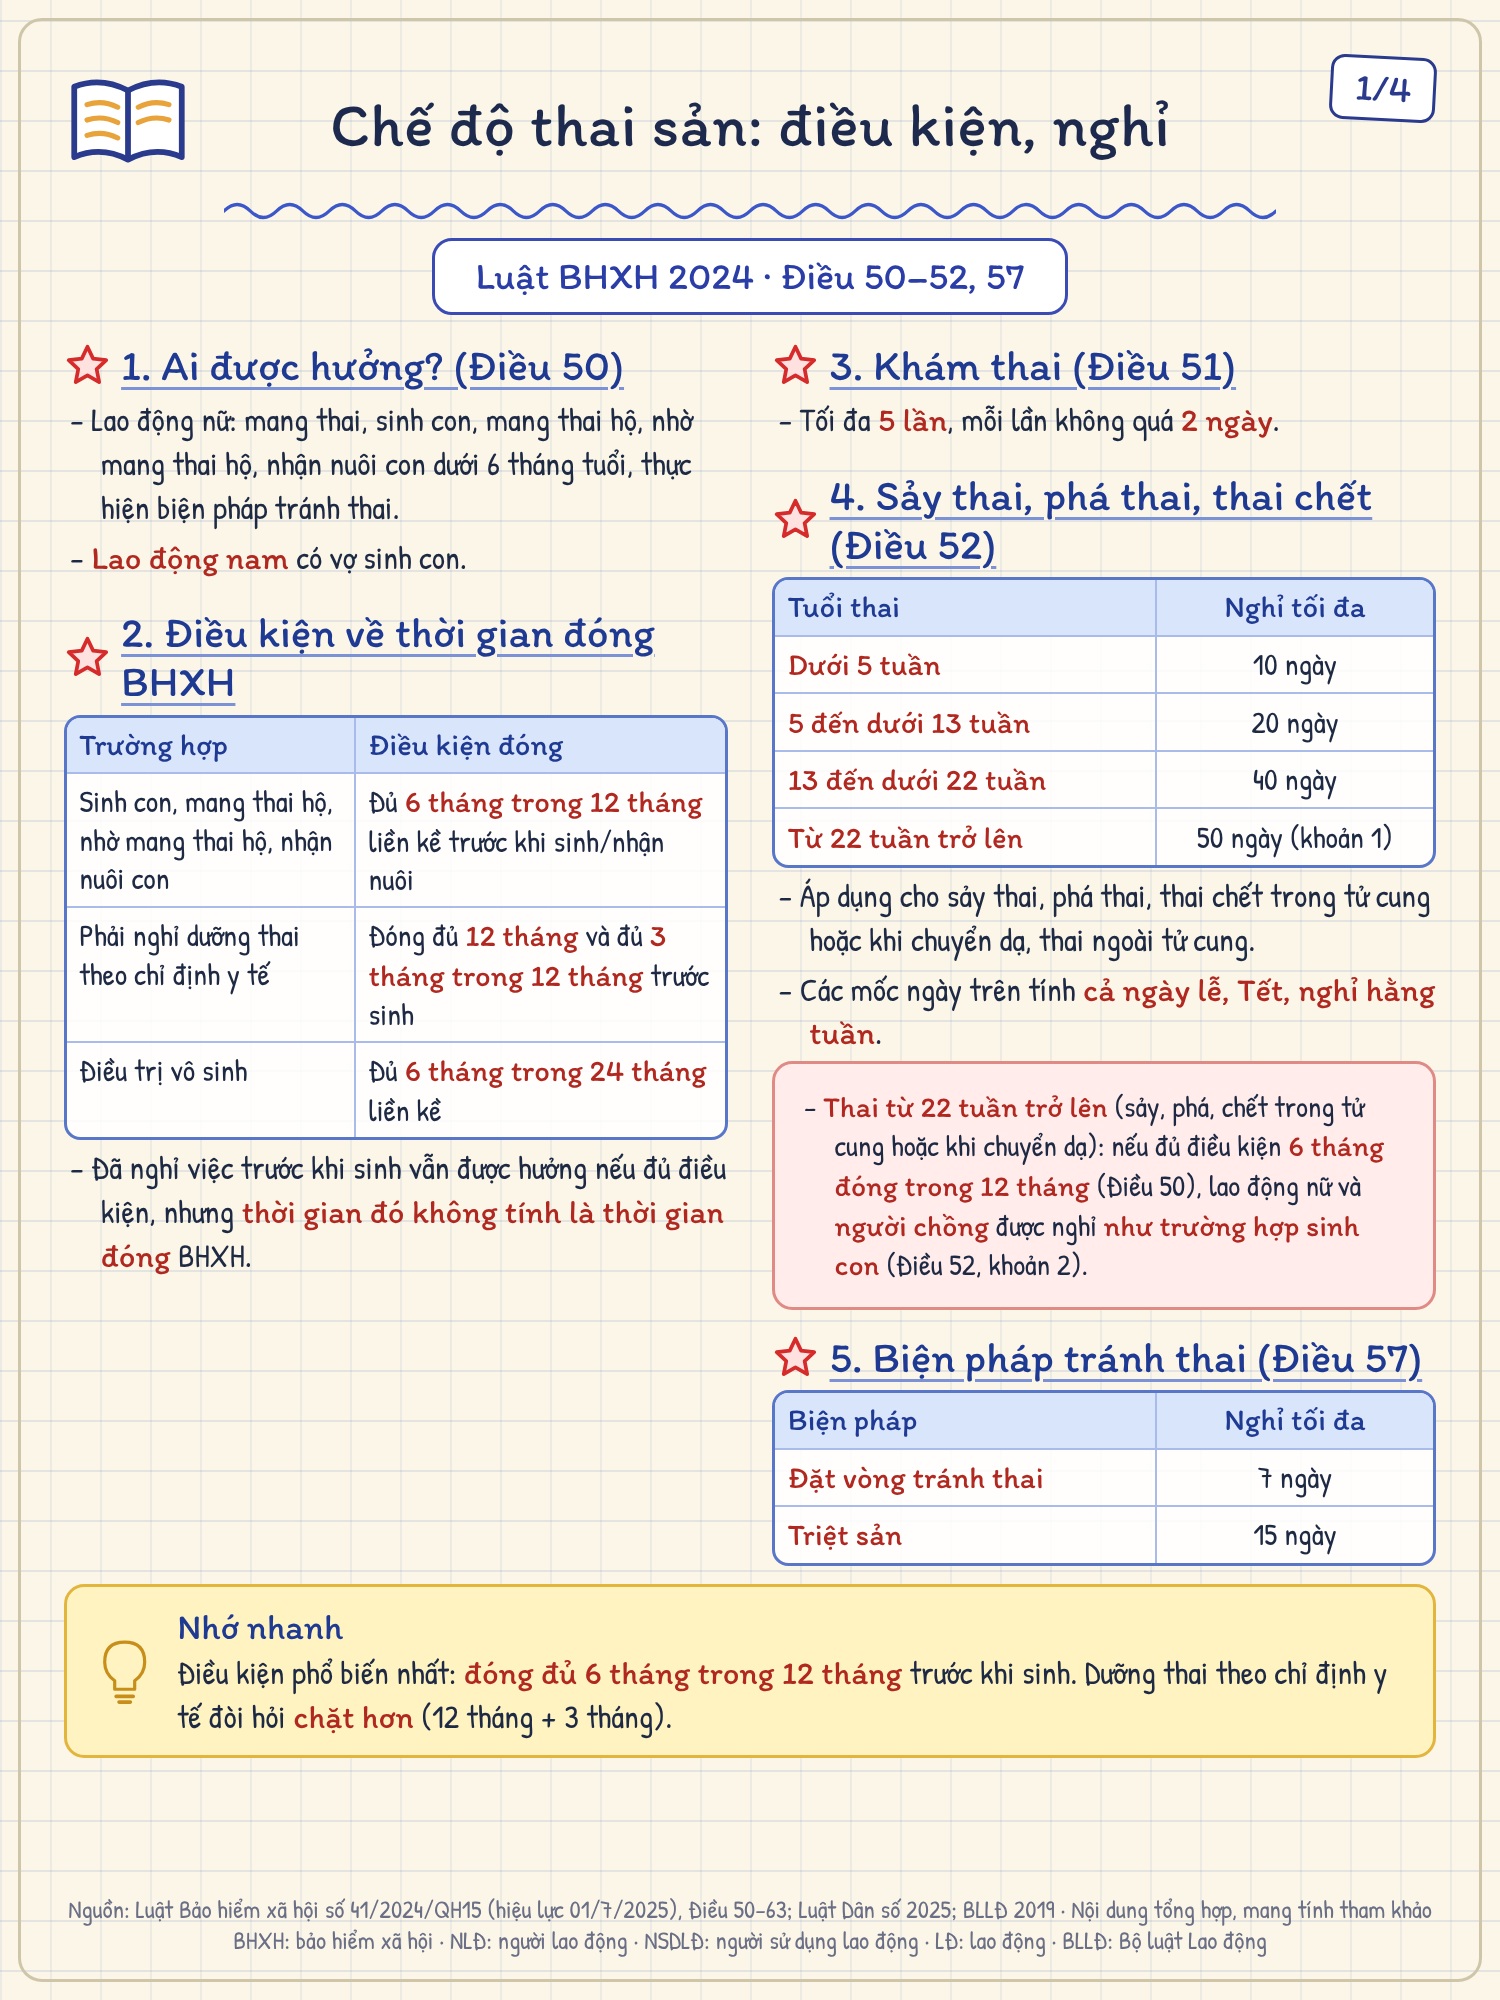 1/4
Chế độ thai sản: điều kiện, nghỉ
Luật BHXH 2024 · Điều 50–52, 57
1. Ai được hưởng? (Điều 50)
– Lao động nữ: mang thai, sinh con, mang thai hộ, nhờ
mang thai hộ, nhận nuôi con dưới 6 tháng tuổi, thực
hiện biện pháp tránh thai.
– Lao động nam có vợ sinh con.
2. Điều kiện về thời gian đóng
BHXH
Trường hợp | Điều kiện đóng
Sinh con, mang thai hộ, | Đủ 6 tháng trong 12 tháng
nhờ mang thai hộ, nhận | liền kề trước khi sinh/nhận
nuôi con | nuôi
Phải nghỉ dưỡng thai | Đóng đủ 12 tháng và đủ 3
theo chỉ định y tế | tháng trong 12 tháng trước
sinh
Điều trị vô sinh | Đủ 6 tháng trong 24 tháng
liền kề
– Đã nghỉ việc trước khi sinh vẫn được hưởng nếu đủ điều
kiện, nhưng thời gian đó không tính là thời gian
đóng BHXH.
3. Khám thai (Điều 51)
– Tối đa 5 lần, mỗi lần không quá 2 ngày.
4. Sảy thai, phá thai, thai chết
(Điều 52)
Tuổi thai | Nghỉ tối đa
Dưới 5 tuần | 10 ngày
5 đến dưới 13 tuần | 20 ngày
13 đến dưới 22 tuần | 40 ngày
Từ 22 tuần trở lên | 50 ngày (khoản 1)
– Áp dụng cho sảy thai, phá thai, thai chết trong tử cung
hoặc khi chuyển dạ, thai ngoài tử cung.
– Các mốc ngày trên tính cả ngày lễ, Tết, nghỉ hằng
tuần.
– Thai từ 22 tuần trở lên (sảy, phá, chết trong tử
cung hoặc khi chuyển dạ): nếu đủ điều kiện 6 tháng
đóng trong 12 tháng (Điều 50), lao động nữ và
người chồng được nghỉ như trường hợp sinh
con (Điều 52, khoản 2).
5. Biện pháp tránh thai (Điều 57)
Biện pháp | Nghỉ tối đa
Đặt vòng tránh thai | 7 ngày
Triệt sản | 15 ngày
Nhớ nhanh
Điều kiện phổ biến nhất: đóng đủ 6 tháng trong 12 tháng trước khi sinh. Dưỡng thai theo chỉ định y
tế đòi hỏi chặt hơn (12 tháng + 3 tháng).
Nguồn: Luật Bảo hiểm xã hội số 41/2024/QH15 (hiệu lực 01/7/2025), Điều 50–63; Luật Dân số 2025; BLLĐ 2019 · Nội dung tổng hợp, mang tính tham khảo
BHXH: bảo hiểm xã hội · NLĐ: người lao động · NSDLĐ: người sử dụng lao động · LĐ: lao động · BLLĐ: Bộ luật Lao động